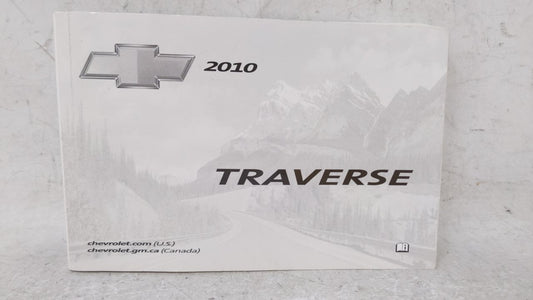 2010
TRAVERSE
chevrolet.com (U.S.)
chevrolet.gm.ca (Canada)